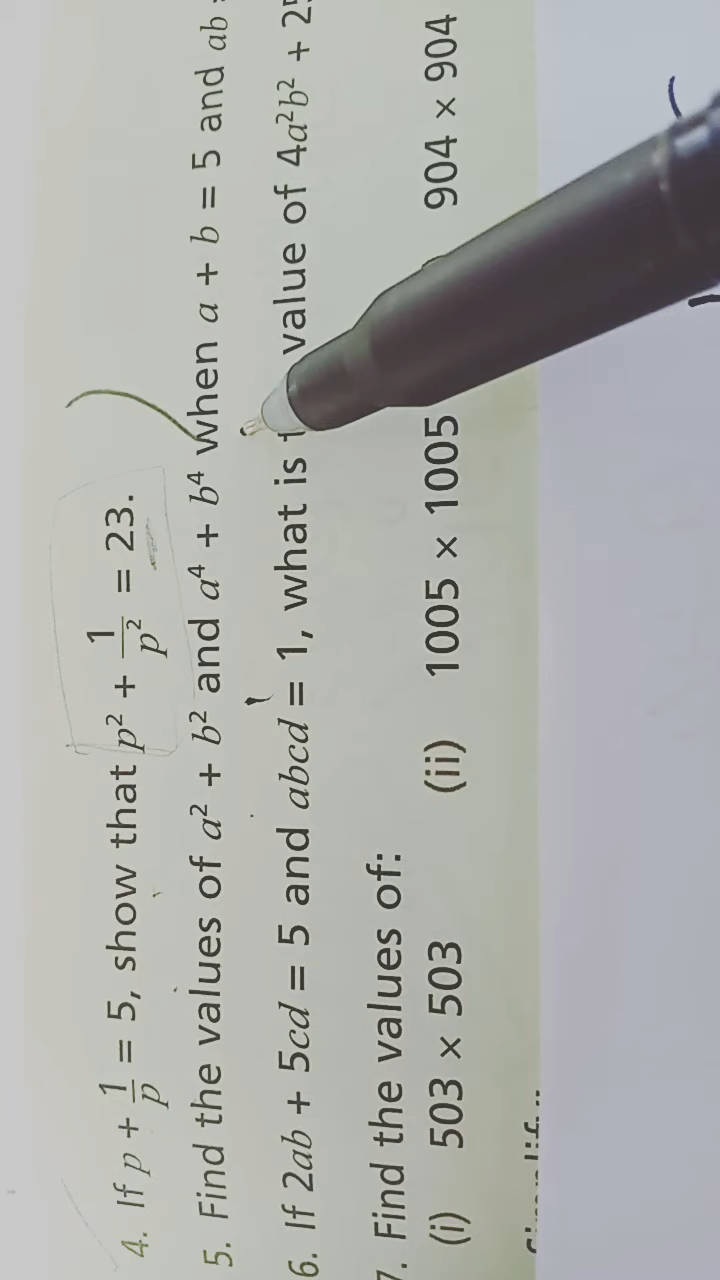 4. If p + 1/p = 5, show that p² + 1/p² = 23.
5. Find the values of a² + b² and a⁴ + b⁴ when a + b = 5 and ab
6. If 2ab + 5cd = 5 and abcd = 1, what is value of 4a²b² + 25
7. Find the values of:
(i) 503 × 503 (ii) 1005 × 1005 904 × 904